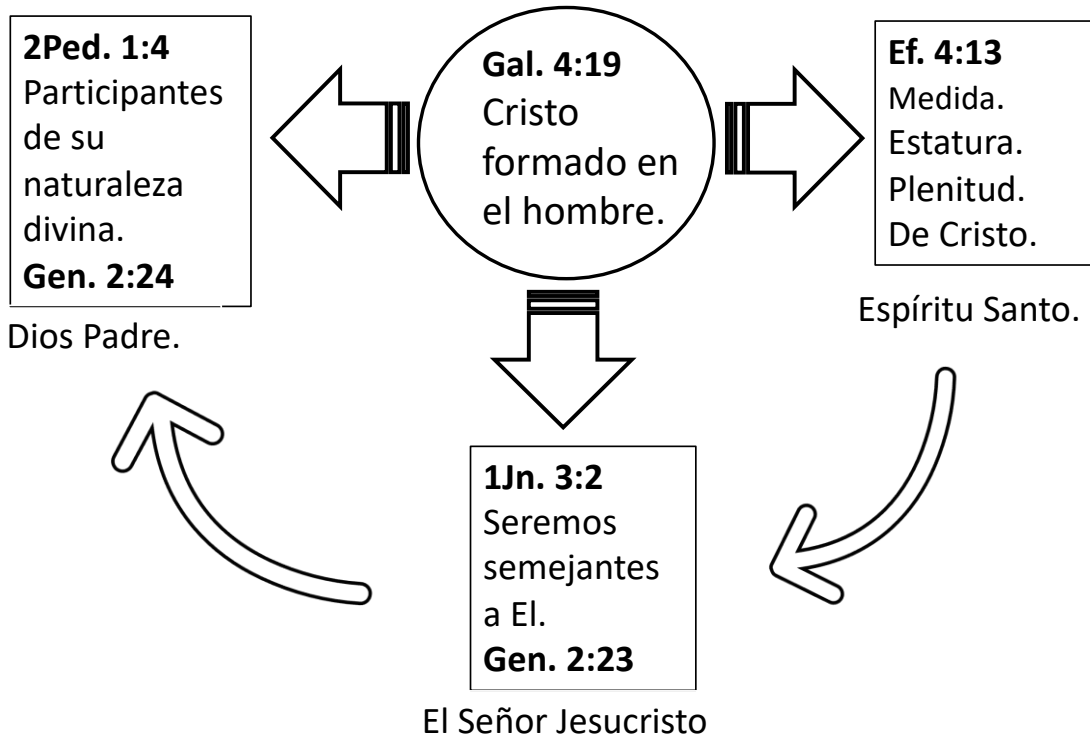 2Ped. 1:4
Participantes
de su
naturaleza
divina.
Gen. 2:24
Dios Padre.
Gal. 4:19
Cristo
formado en
el hombre.
Ef. 4:13
Medida.
Estatura.
Plenitud.
De Cristo.
Espíritu Santo.
1Jn. 3:2
Seremos
semejantes
a El.
Gen. 2:23
El Señor Jesucristo